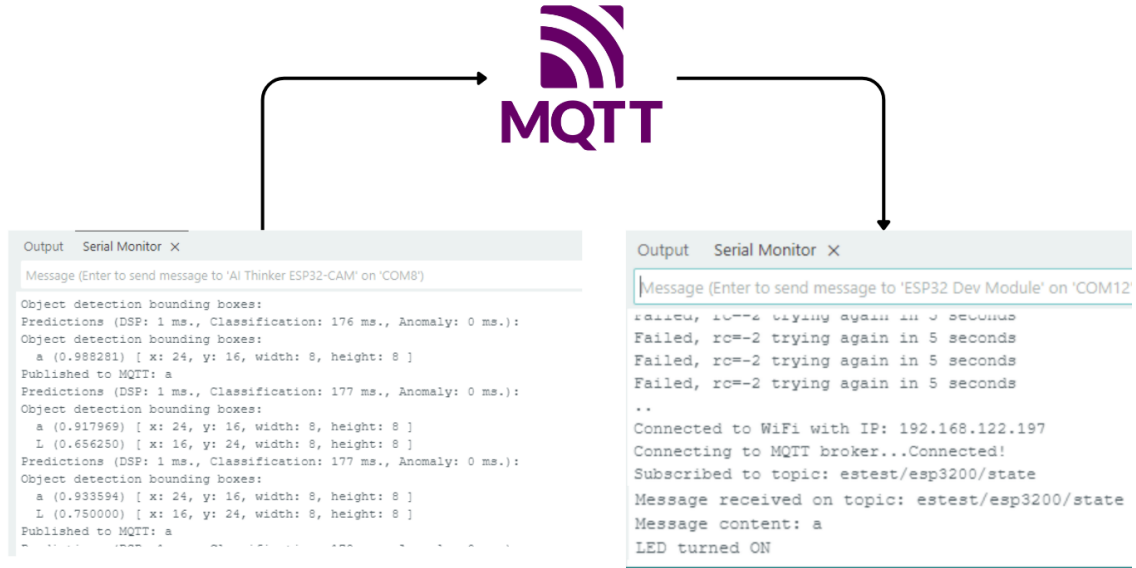 MQTT
Output Serial Monitor ×
Message (Enter to send message to 'AI Thinker ESP32-CAM' on 'COM8')
Object detection bounding boxes:
Predictions (DSP: 1 ms., Classification: 176 ms., Anomaly: 0 ms.):
Object detection bounding boxes:
a (0.988281) [ x: 24, y: 16, width: 8, height: 8 ]
Published to MQTT: a
Predictions (DSP: 1 ms., Classification: 177 ms., Anomaly: 0 ms.):
Object detection bounding boxes:
a (0.917969) [ x: 24, y: 16, width: 8, height: 8 ]
L (0.656250) [ x: 16, y: 24, width: 8, height: 8 ]
Predictions (DSP: 1 ms., Classification: 177 ms., Anomaly: 0 ms.):
Object detection bounding boxes:
a (0.933594) [ x: 24, y: 16, width: 8, height: 8 ]
L (0.750000) [ x: 16, y: 24, width: 8, height: 8 ]
Published to MQTT: a
Output Serial Monitor ×
Message (Enter to send message to 'ESP32 Dev Module' on 'COM12'
Failed, rc=-2 trying again in 5 seconds
Failed, rc=-2 trying again in 5 seconds
Failed, rc=-2 trying again in 5 seconds
Failed, rc=-2 trying again in 5 seconds
..
Connected to WiFi with IP: 192.168.122.197
Connecting to MQTT broker...Connected!
Subscribed to topic: estest/esp3200/state
Message received on topic: estest/esp3200/state
Message content: a
LED turned ON